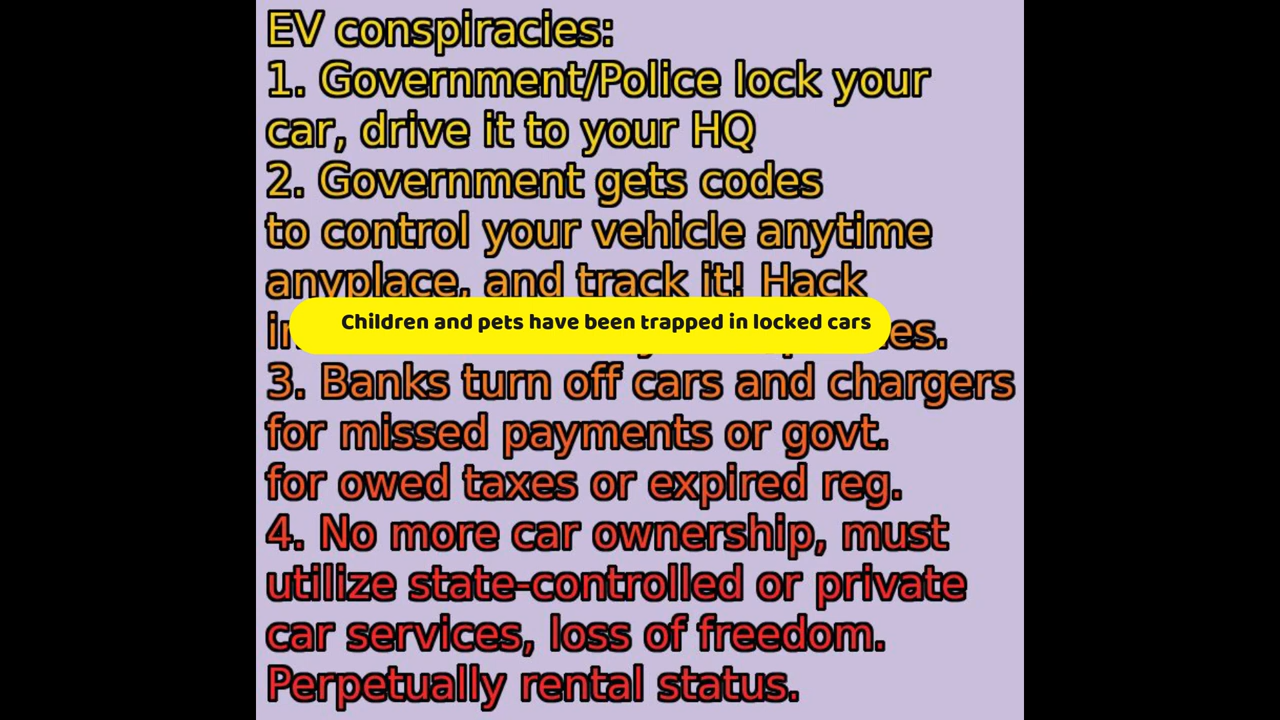 EV conspiracies:
1. Government/Police lock your
car, drive it to your HQ
2. Government gets codes
to control your vehicle anytime
anyplace, and track it! Hack
Children and pets have been trapped in locked cars
3. Banks turn off cars and chargers
for missed payments or govt.
for owed taxes or expired reg.
4. No more car ownership, must
utilize state-controlled or private
car services, loss of freedom.
Perpetually rental status.